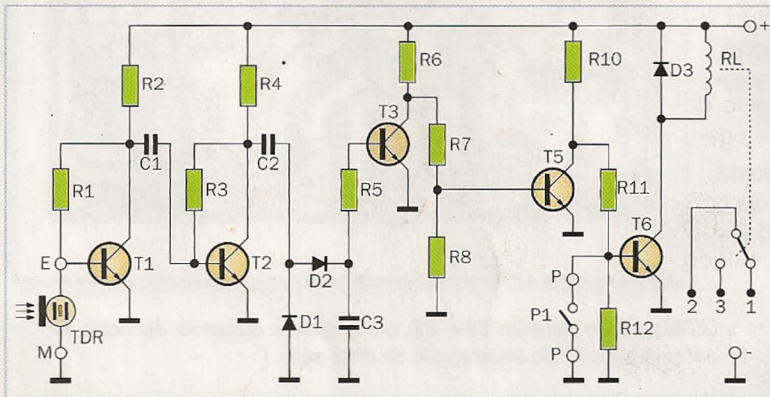 +
R2
R4
R6
R10
D3
RL
T3
C1
C2
R7
T5
R1
R3
R5
R11
T6
E
T1
T2
D2
R8
P
2
3
1
TDR
D1
C3
P1
R12
M
P
-